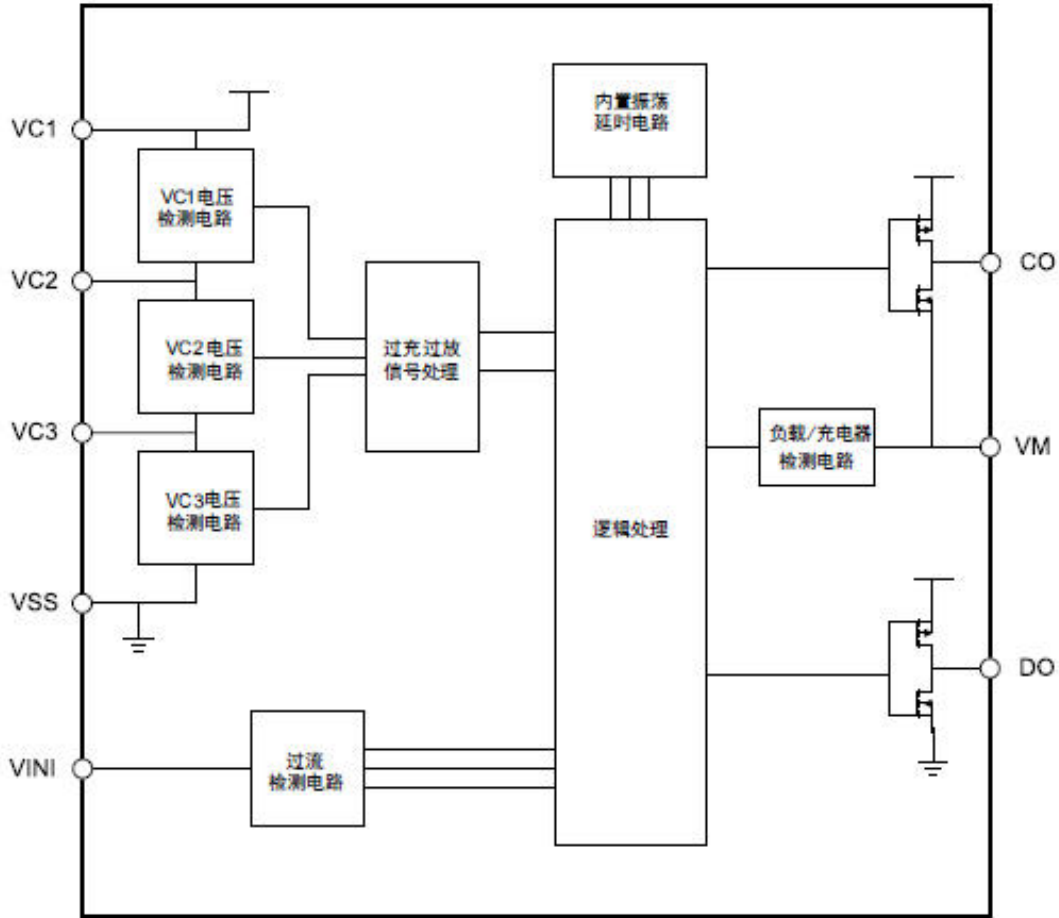 内置振荡
延时电路
VC1
VC1电压
检测电路
VC2
VC2电压
检测电路
过充过放
信号处理
CO
VC3
负载/充电器
检测电路
VM
VC3电压
检测电路
逻辑处理
VSS
DO
VINI
过流
检测电路